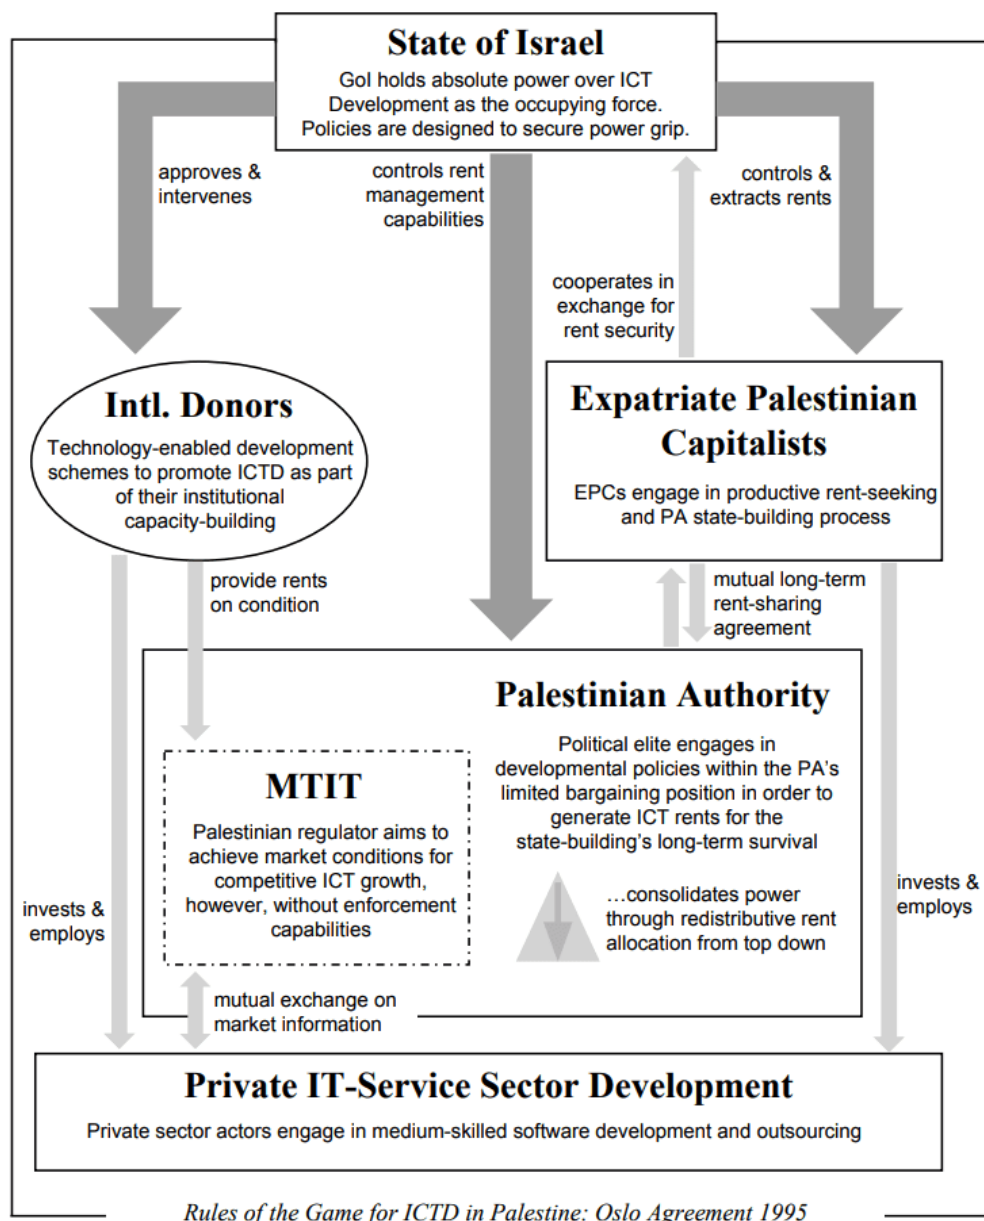 State of Israel
GoI holds absolute power over ICT
Development as the occupying force.
Policies are designed to secure power grip.
approves &
intervenes
controls rent
management
capabilities
controls &
extracts rents
cooperates in
exchange for
rent security
Intl. Donors
Technology-enabled development
schemes to promote ICTD as part
of their institutional
capacity-building
Expatriate Palestinian
Capitalists
EPCs engage in productive rent-seeking
and PA state-building process
provide rents
on condition
mutual long-term
rent-sharing
agreement
Palestinian Authority
Political elite engages in
developmental policies within the PA's
limited bargaining position in order to
generate ICT rents for the
state-building's long-term survival
MTIT
Palestinian regulator aims to
achieve market conditions for
competitive ICT growth,
however, without enforcement
capabilities
…consolidates power
through redistributive rent
allocation from top down
invests &
employs
invests &
employs
mutual exchange on
market information
Private IT-Service Sector Development
Private sector actors engage in medium-skilled software development and outsourcing
Rules of the Game for ICTD in Palestine: Oslo Agreement 1995